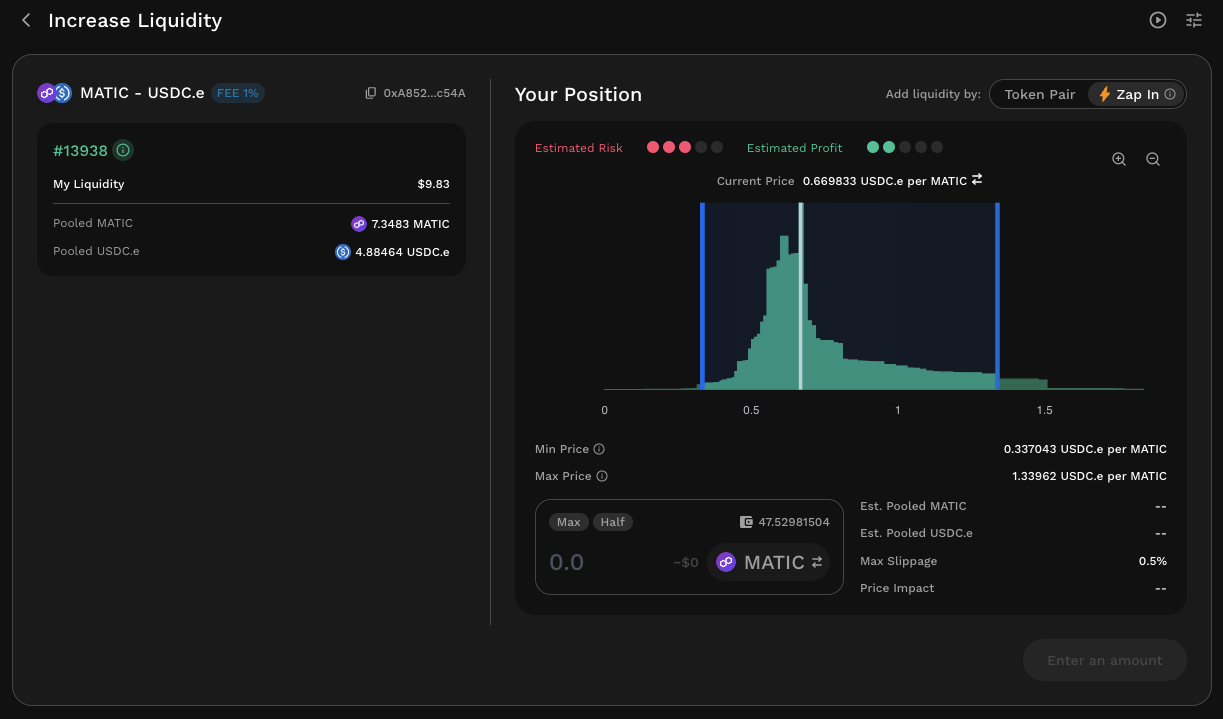 Increase Liquidity
MATIC - USDC.e FEE 1% 0xA852...c54A
#13938
My Liquidity $9.83
Pooled MATIC 7.3483 MATIC
Pooled USDC.e 4.88464 USDC.e
Your Position Add liquidity by: Token Pair Zap In
Estimated Risk Estimated Profit
Current Price 0.669833 USDC.e per MATIC
0 0.5 1 1.5
Min Price 0.337043 USDC.e per MATIC
Max Price 1.33962 USDC.e per MATIC
Max Half 47.52981504
0.0 ~$0 MATIC
Est. Pooled MATIC --
Est. Pooled USDC.e --
Max Slippage 0.5%
Price Impact --
Enter an amount